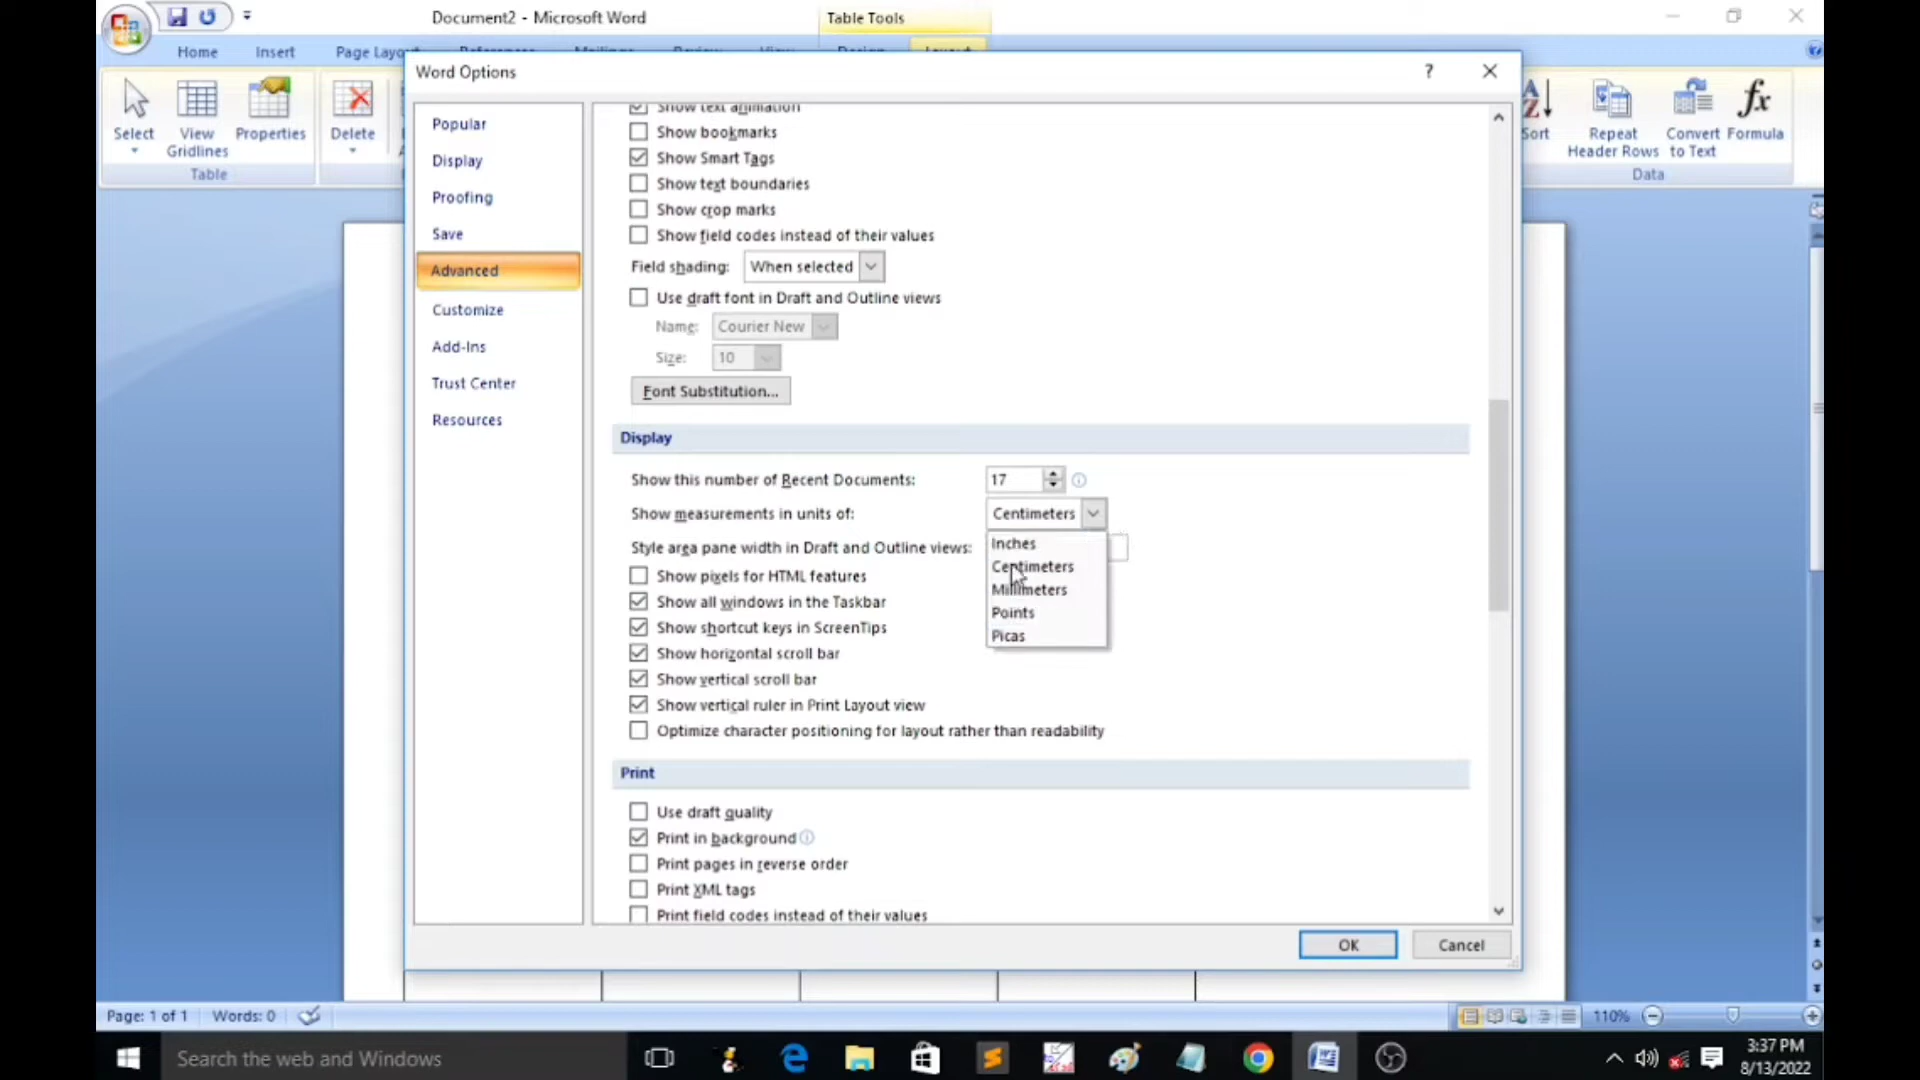 Document2 - Microsoft Word
Table Tools
Home
Insert
Page Layou
Select
View
Gridlines
Properties
Table
Delete
Sort
Repeat
Header Rows
Convert
to Text
Formula
Data
Word Options
Popular
Display
Proofing
Save
Advanced
Customize
Add-Ins
Trust Center
Resources
Show text animation
Show bookmarks
Show Smart Tags
Show text boundaries
Show crop marks
Show field codes instead of their values
Field shading: When selected
Use draft font in Draft and Outline views
Name: Courier New
Size: 10
Font Substitution...
Display
Show this number of Recent Documents: 17
Show measurements in units of: Centimeters
Style area pane width in Draft and Outline views:
Inches
Centimeters
Millimeters
Points
Picas
Show pixels for HTML features
Show all windows in the Taskbar
Show shortcut keys in ScreenTips
Show horizontal scroll bar
Show vertical scroll bar
Show vertical ruler in Print Layout view
Optimize character positioning for layout rather than readability
Print
Use draft quality
Print in background
Print pages in reverse order
Print XML tags
Print field codes instead of their values
OK
Cancel
Page: 1 of 1
Words: 0
110%
Search the web and Windows
3:37 PM
8/13/2022